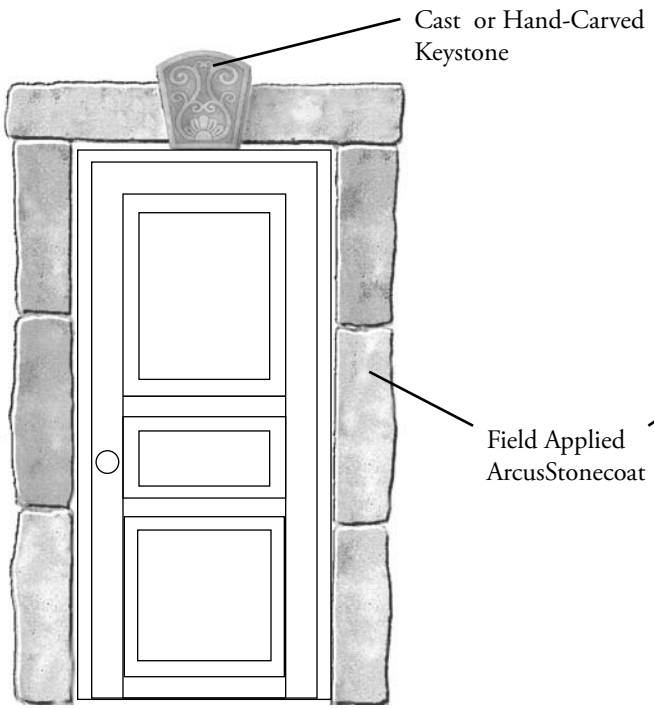 Cast or Hand-Carved
Keystone
Field Applied
ArcusStonecoat